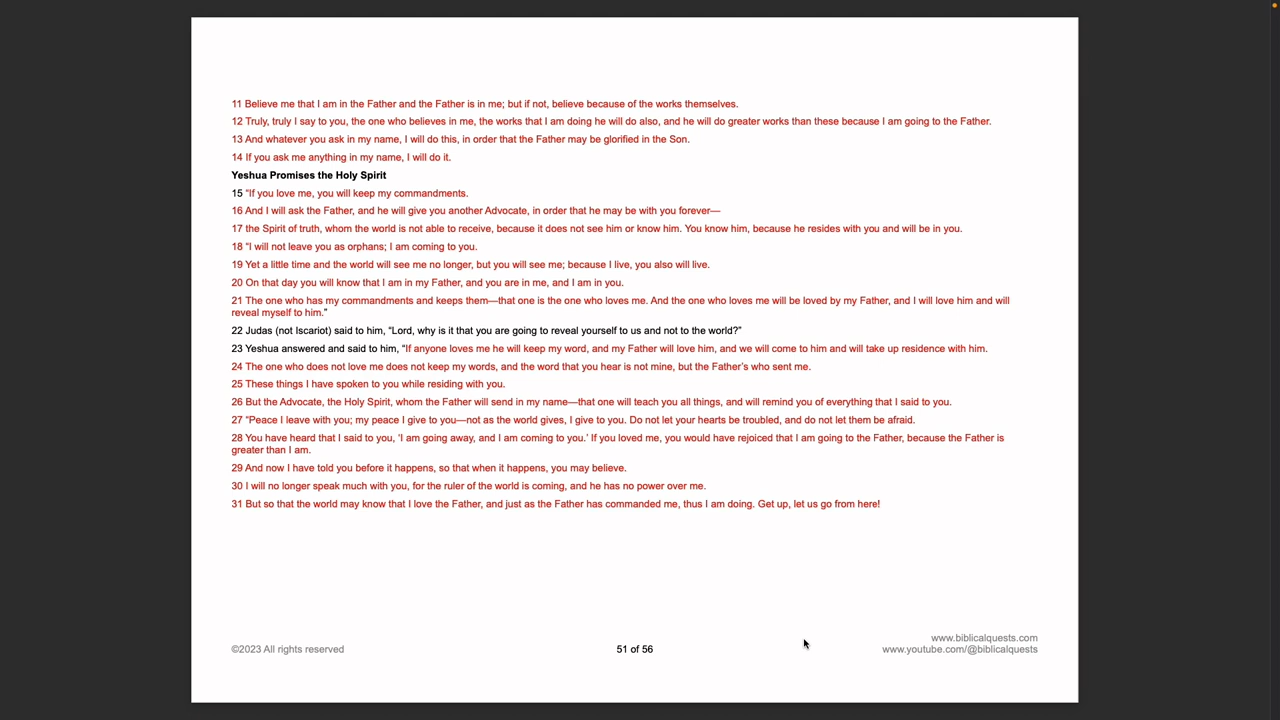 11 Believe me that I am in the Father and the Father is in me; but if not, believe because of the works themselves.
12 Truly, truly I say to you, the one who believes in me, the works that I am doing he will do also, and he will do greater works than these because I am going to the Father.
13 And whatever you ask in my name, I will do this, in order that the Father may be glorified in the Son.
14 If you ask me anything in my name, I will do it.
Yeshua Promises the Holy Spirit
15 “If you love me, you will keep my commandments.
16 And I will ask the Father, and he will give you another Advocate, in order that he may be with you forever—
17 the Spirit of truth, whom the world is not able to receive, because it does not see him or know him. You know him, because he resides with you and will be in you.
18 “I will not leave you as orphans; I am coming to you.
19 Yet a little time and the world will see me no longer, but you will see me; because I live, you also will live.
20 On that day you will know that I am in my Father, and you are in me, and I am in you.
21 The one who has my commandments and keeps them—that one is the one who loves me. And the one who loves me will be loved by my Father, and I will love him and will
reveal myself to him.”
22 Judas (not Iscariot) said to him, “Lord, why is it that you are going to reveal yourself to us and not to the world?”
23 Yeshua answered and said to him, “If anyone loves me he will keep my word, and my Father will love him, and we will come to him and will take up residence with him.
24 The one who does not love me does not keep my words, and the word that you hear is not mine, but the Father’s who sent me.
25 These things I have spoken to you while residing with you.
26 But the Advocate, the Holy Spirit, whom the Father will send in my name—that one will teach you all things, and will remind you of everything that I said to you.
27 “Peace I leave with you; my peace I give to you—not as the world gives, I give to you. Do not let your hearts be troubled, and do not let them be afraid.
28 You have heard that I said to you, ‘I am going away, and I am coming to you.’ If you loved me, you would have rejoiced that I am going to the Father, because the Father is
greater than I am.
29 And now I have told you before it happens, so that when it happens, you may believe.
30 I will no longer speak much with you, for the ruler of the world is coming, and he has no power over me.
31 But so that the world may know that I love the Father, and just as the Father has commanded me, thus I am doing. Get up, let us go from here!
www.biblicalquests.com
©2023 All rights reserved 51 of 56 www.youtube.com/@biblicalquests